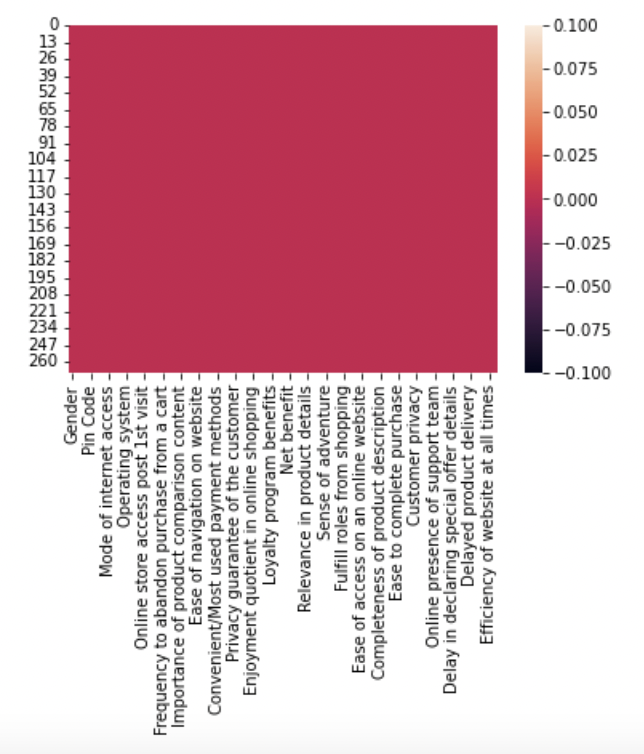 0
13
26
39
52
65
78
91
104
117
130
143
156
169
182
195
208
221
234
247
260
0.100
0.075
0.050
0.025
0.000
−0.025
−0.050
−0.075
−0.100
Gender
Pin Code
Mode of internet access
Operating system
Online store access post 1st visit
Frequency to abandon purchase from a cart
Importance of product comparison content
Ease of navigation on website
Convenient/Most used payment methods
Privacy guarantee of the customer
Enjoyment quotient in online shopping
Loyalty program benefits
Net benefit
Relevance in product details
Sense of adventure
Fulfill roles from shopping
Ease of access on an online website
Completeness of product description
Ease to complete purchase
Customer privacy
Online presence of support team
Delay in declaring special offer details
Delayed product delivery
Efficiency of website at all times